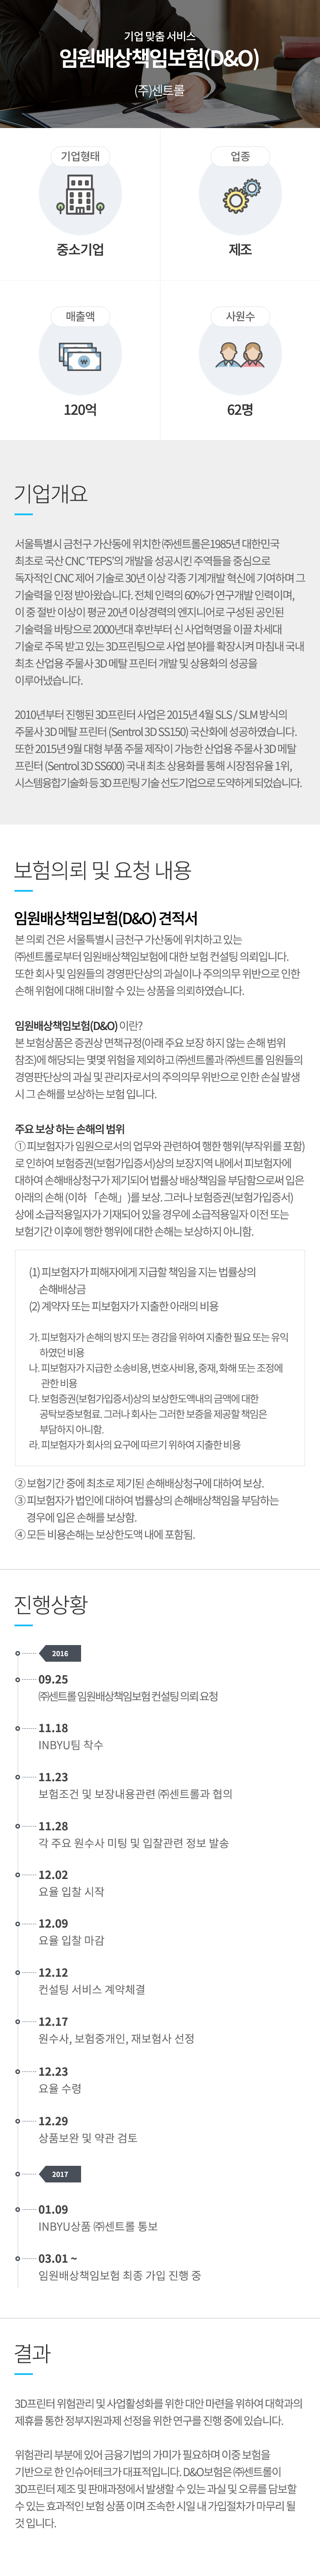 기업 맞춤 서비스
임원배상책임보험(D&O)
(주)센트롤
기업형태
업종
중소기업
제조
매출액
사원수
120억
62명
기업개요
서울특별시 금천구 가산동에 위치한 ㈜센트롤은1985년 대한민국
최초로 국산 CNC ‘TEPS’의 개발을 성공시킨 주역들을 중심으로
독자적인 CNC 제어 기술로 30년 이상 각종 기계개발 혁신에 기여하며 그
기술력을 인정 받아왔습니다. 전체 인력의 60%가 연구개발 인력이며,
이 중 절반 이상이 평균 20년 이상경력의 엔지니어로 구성된 공인된
기술력을 바탕으로 2000년대 후반부터 신 사업혁명을 이끌 차세대
기술로 주목 받고 있는 3D프린팅으로 사업 분야를 확장시켜 마침내 국내
최초 산업용 주물사 3D 메탈 프린터 개발 및 상용화의 성공을
이루어냈습니다.
2010년부터 진행된 3D프린터 사업은 2015년 4월 SLS / SLM 방식의
주물사 3D 메탈 프린터 (Sentrol 3D SS150) 국산화에 성공하였습니다.
또한 2015년 9월 대형 부품 주물 제작이 가능한 산업용 주물사 3D 메탈
프린터 (Sentrol 3D SS600) 국내 최초 상용화를 통해 시장점유율 1위,
시스템융합기술화 등 3D 프린팅 기술 선도기업으로 도약하게 되었습니다.
보험의뢰 및 요청 내용
임원배상책임보험(D&O) 견적서
본 의뢰 건은 서울특별시 금천구 가산동에 위치하고 있는
㈜센트롤로부터 임원배상책임보험에 대한 보험 컨설팅 의뢰입니다.
또한 회사 및 임원들의 경영판단상의 과실이나 주의의무 위반으로 인한
손해 위험에 대해 대비할 수 있는 상품을 의뢰하였습니다.
임원배상책임보험(D&O) 이란?
본 보험상품은 증권상 면책규정(아래 주요 보장 하지 않는 손해 범위
참조)에 해당되는 몇몇 위험을 제외하고 ㈜센트롤과 ㈜센트롤 임원들의
경영판단상의 과실 및 관리자로서의 주의의무 위반으로 인한 손실 발생
시 그 손해를 보상하는 보험 입니다.
주요 보상 하는 손해의 범위
① 피보험자가 임원으로서의 업무와 관련하여 행한 행위(부작위를 포함)
로 인하여 보험증권(보험가입증서)상의 보장지역 내에서 피보험자에
대하여 손해배상청구가 제기되어 법률상 배상책임을 부담함으로써 입은
아래의 손해 (이하 「손해」)를 보상. 그러나 보험증권(보험가입증서)
상에 소급적용일자가 기재되어 있을 경우에 소급적용일자 이전 또는
보험기간 이후에 행한 행위에 대한 손해는 보상하지 아니함.
(1) 피보험자가 피해자에게 지급할 책임을 지는 법률상의
손해배상금
(2) 계약자 또는 피보험자가 지출한 아래의 비용
가. 피보험자가 손해의 방지 또는 경감을 위하여 지출한 필요 또는 유익
하였던 비용
나. 피보험자가 지급한 소송비용, 변호사비용, 중재, 화해 또는 조정에
관한 비용
다. 보험증권(보험가입증서)상의 보상한도액내의 금액에 대한
공탁보증보험료. 그러나 회사는 그러한 보증을 제공할 책임은
부담하지 아니함.
라. 피보험자가 회사의 요구에 따르기 위하여 지출한 비용
② 보험기간 중에 최초로 제기된 손해배상청구에 대하여 보상.
③ 피보험자가 법인에 대하여 법률상의 손해배상책임을 부담하는
경우에 입은 손해를 보상함.
④ 모든 비용손해는 보상한도액 내에 포함됨.
진행상황
2016
09.25
㈜센트롤 임원배상책임보험 컨설팅 의뢰 요청
11.18
INBYU팀 착수
11.23
보험조건 및 보장내용관련 ㈜센트롤과 협의
11.28
각 주요 원수사 미팅 및 입찰관련 정보 발송
12.02
요율 입찰 시작
12.09
요율 입찰 마감
12.12
컨설팅 서비스 계약체결
12.17
원수사, 보험중개인, 재보험사 선정
12.23
요율 수령
12.29
상품보완 및 약관 검토
2017
01.09
INBYU상품 ㈜센트롤 통보
03.01 ~
임원배상책임보험 최종 가입 진행 중
결과
3D프린터 위험관리 및 사업활성화를 위한 대안 마련을 위하여 대학과의
제휴를 통한 정부지원과제 선정을 위한 연구를 진행 중에 있습니다.
위험관리 부분에 있어 금융기법의 가미가 필요하며 이중 보험을
기반으로 한 인슈어테크가 대표적입니다. D&O보험은 ㈜센트롤이
3D프린터 제조 및 판매과정에서 발생할 수 있는 과실 및 오류를 담보할
수 있는 효과적인 보험 상품 이며 조속한 시일 내 가입절차가 마무리 될
것 입니다.